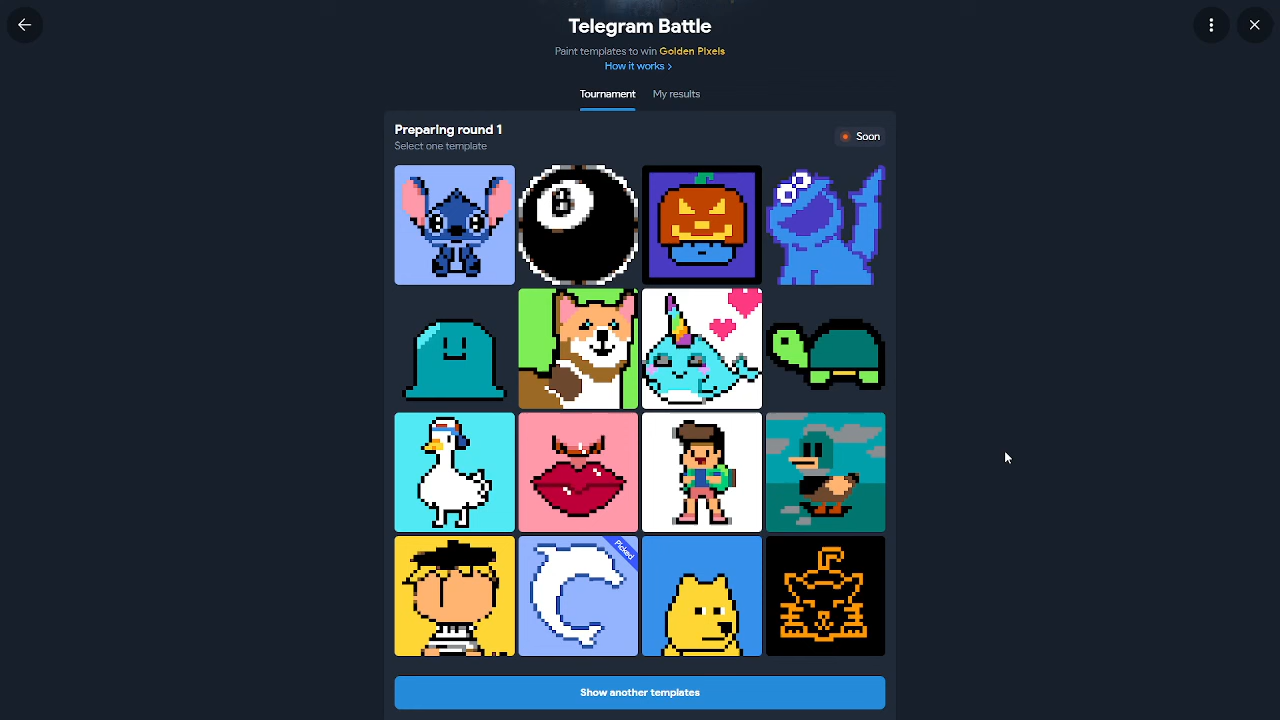 Telegram Battle
Paint templates to win Golden Pixels
How it works >
Tournament
My results
Preparing round 1
Select one template
Soon
8
Picked
Show another templates